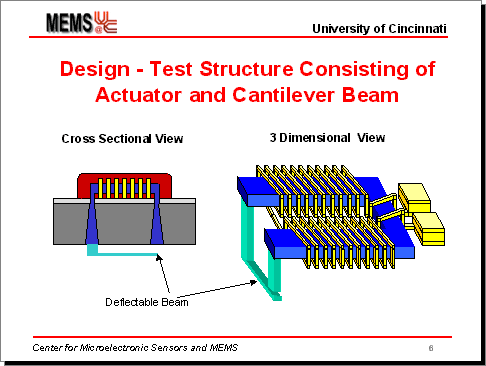 MEMS UC
@
University of Cincinnati
Design - Test Structure Consisting of
Actuator and Cantilever Beam
Cross Sectional View
3 Dimensional View
Deflectable Beam
Center for Microelectronic Sensors and MEMS
6